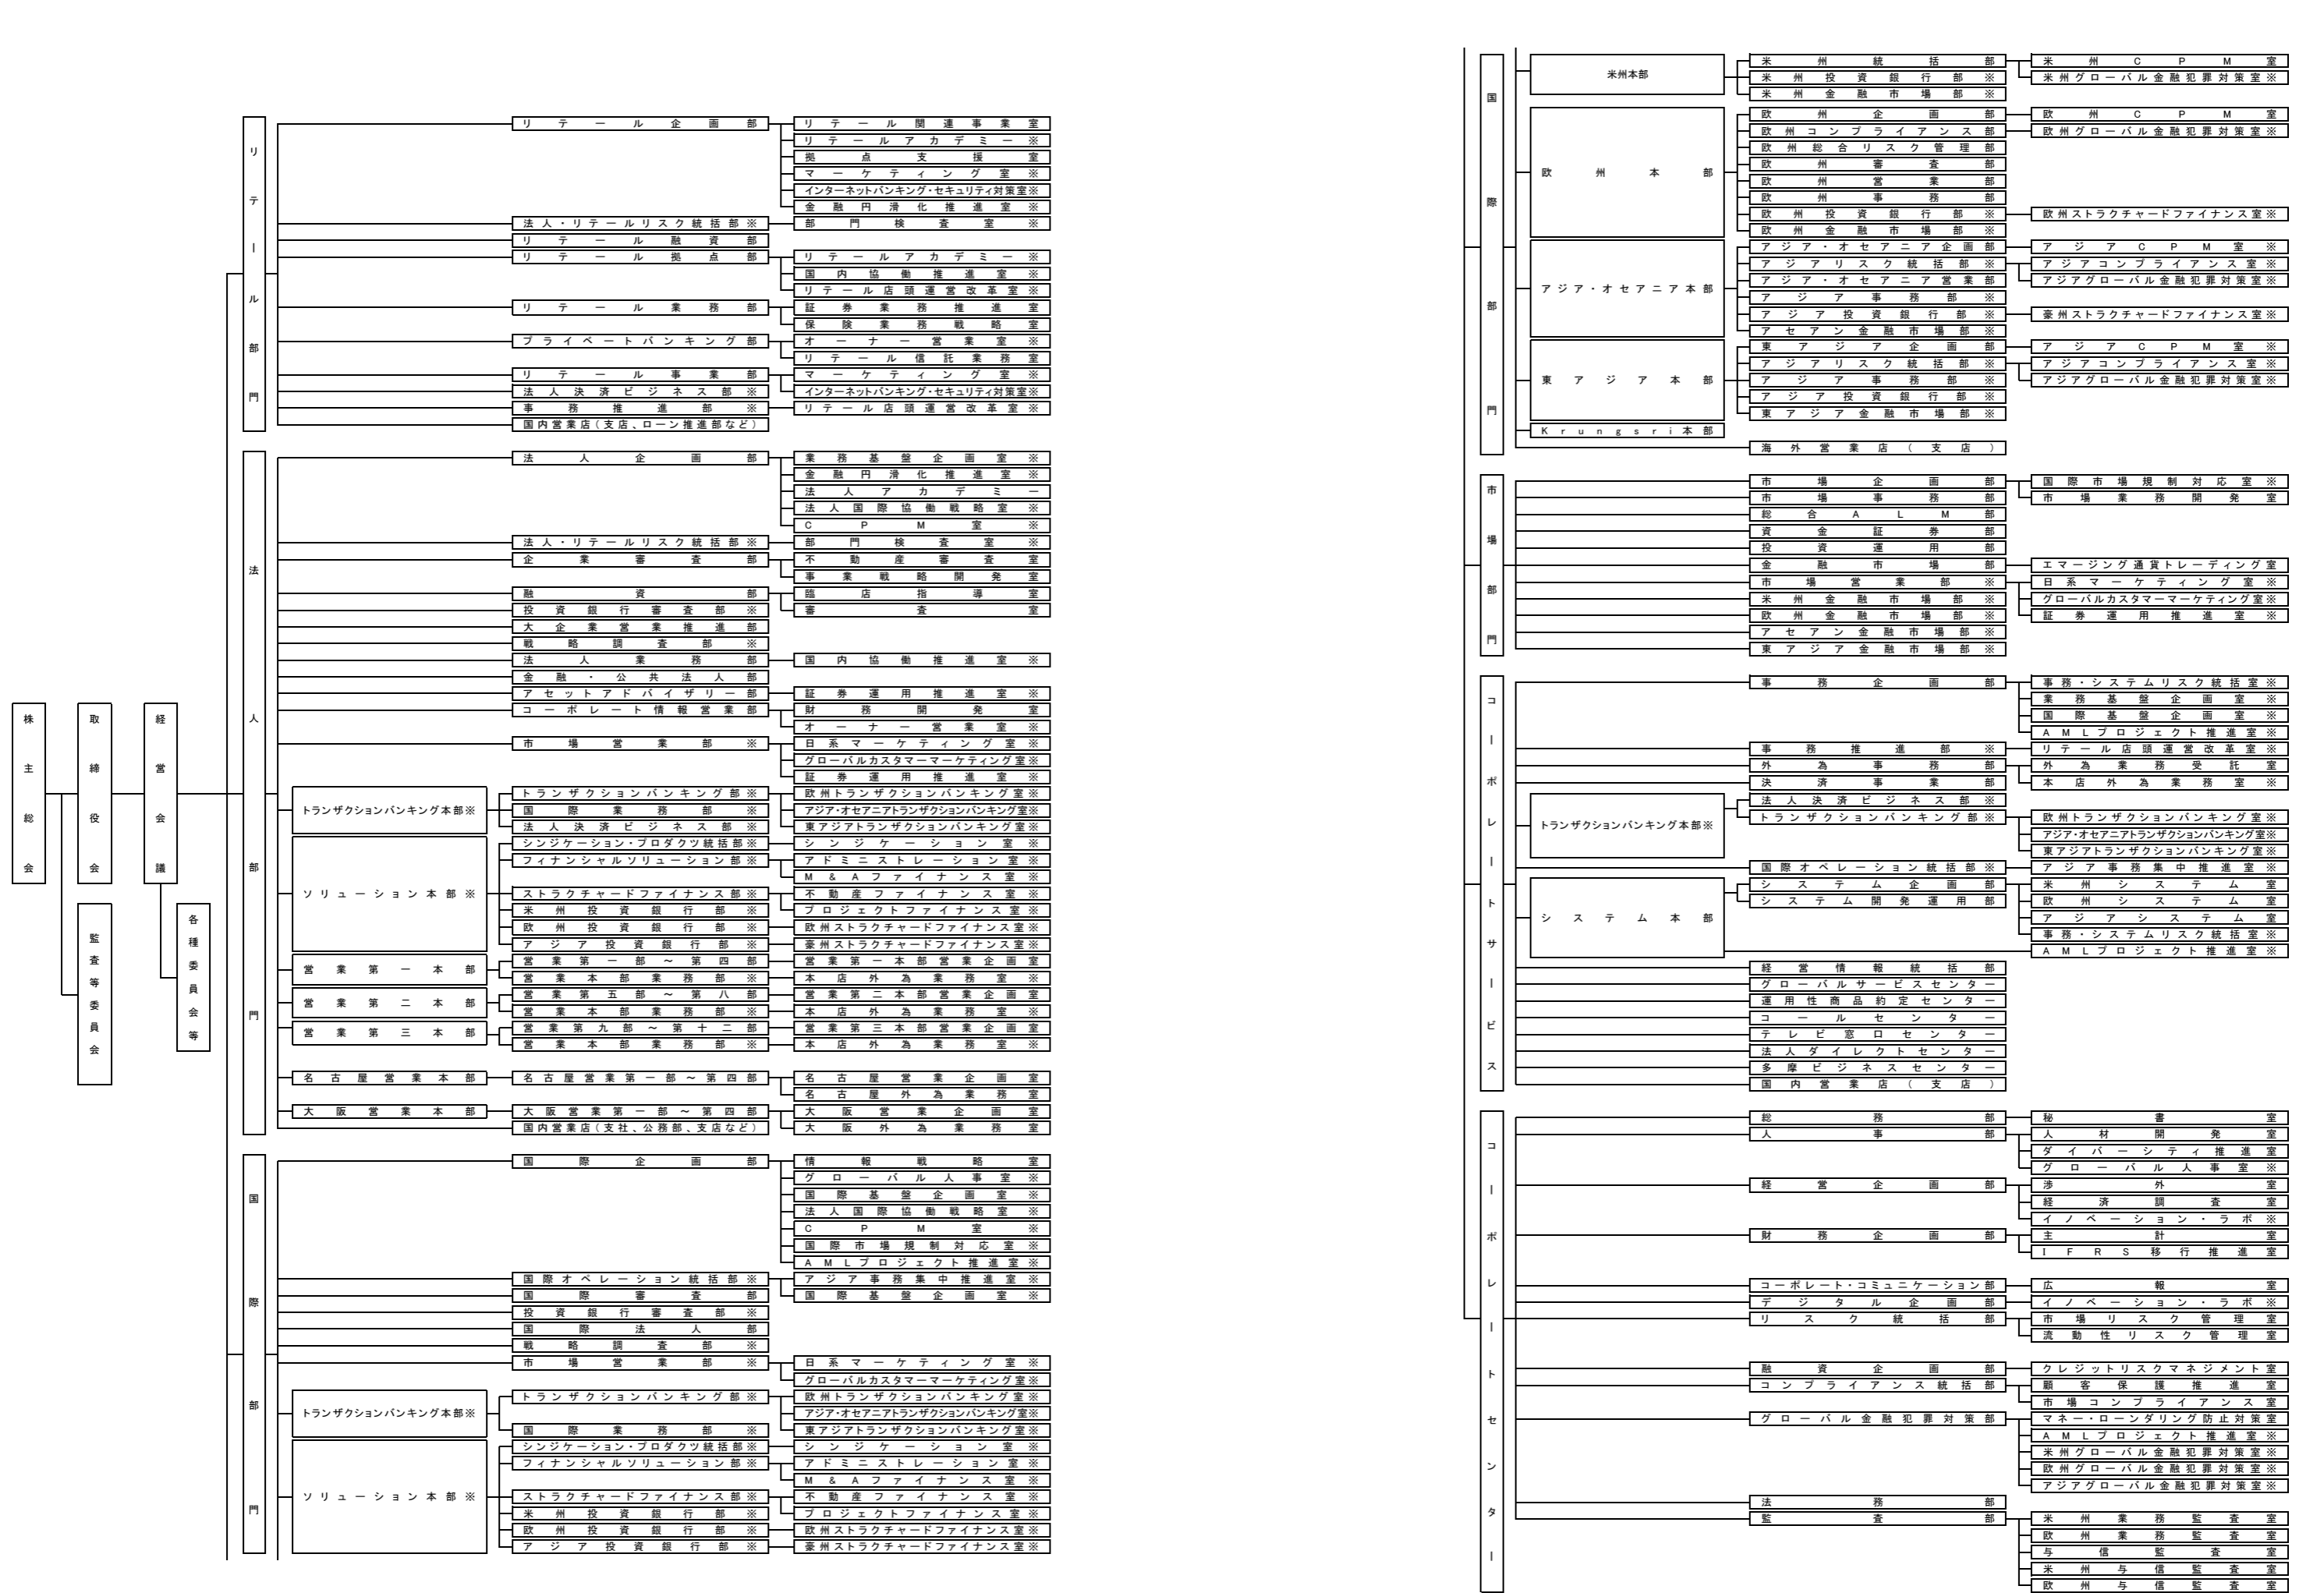 株主総会
取締役会
経営会議
監査等委員会
各種委員会等
リテール部門
リテール企画部
リテール関連事業室
リテールアカデミー※
拠点支援室
マーケティング室※
インターネットバンキング・セキュリティ対策室※
金融円滑化推進室※
法人・リテールリスク統括部※
部門検査室※
リテール融資部
リテール拠点部
リテールアカデミー※
国内協働推進室※
リテール店頭運営改革室※
リテール業務部
証券業務推進室
保険業務戦略室
プライベートバンキング部
オーナー営業室※
リテール信託業務室
リテール事業部
マーケティング室※
法人決済ビジネス部※
インターネットバンキング・セキュリティ対策室※
事務推進部※
リテール店頭運営改革室※
国内営業店(支店、ローン推進部など)
法人部門
法人企画部
業務基盤企画室※
金融円滑化推進室※
法人アカデミー
法人国際協働戦略室※
CPM室※
法人・リテールリスク統括部※
部門検査室※
企業審査部
不動産審査室
事業戦略開発室
融資部
臨店指導室
投資銀行審査部※
審査室
大企業営業推進部
戦略調査部※
法人業務部
国内協働推進室※
金融・公共法人部
アセットアドバイザリー部
証券運用推進室※
コーポレート情報営業部
財務開発室
オーナー営業室※
市場営業部※
日系マーケティング室※
グローバルカスタマーマーケティング室※
証券運用推進室※
トランザクションバンキング本部※
トランザクションバンキング部※
欧州トランザクションバンキング室※
国際業務部※
アジア・オセアニアトランザクションバンキング室※
法人決済ビジネス部※
東アジアトランザクションバンキング室※
ソリューション本部※
シンジケーション・プロダクツ統括部※
シンジケーション室※
フィナンシャルソリューション部※
アドミニストレーション室※
M&Aファイナンス室※
ストラクチャードファイナンス部※
不動産ファイナンス室※
米州投資銀行部※
プロジェクトファイナンス室※
欧州投資銀行部※
欧州ストラクチャードファイナンス室※
アジア投資銀行部※
豪州ストラクチャードファイナンス室※
営業第一本部
営業第一部～第四部
営業第一本部営業企画室
営業本部業務部※
本店外為業務室※
営業第二本部
営業第五部～第八部
営業第二本部営業企画室
営業本部業務部※
本店外為業務室※
営業第三本部
営業第九部～第十二部
営業第三本部営業企画室
営業本部業務部※
本店外為業務室※
名古屋営業本部
名古屋営業第一部～第四部
名古屋営業企画室
名古屋外為業務室
大阪営業本部
大阪営業第一部～第四部
大阪営業企画室
国内営業店(支社、公務部、支店など)
大阪外為業務室
国際部門
国際企画部
情報戦略室
グローバル人事室※
国際基盤企画室※
法人国際協働戦略室※
CPM室※
国際市場規制対応室※
AMLプロジェクト推進室※
国際オペレーション統括部※
アジア事務集中推進室※
国際審査部
国際基盤企画室※
投資銀行審査部※
国際法人部
戦略調査部※
市場営業部※
日系マーケティング室※
グローバルカスタマーマーケティング室※
トランザクションバンキング本部※
トランザクションバンキング部※
欧州トランザクションバンキング室※
アジア・オセアニアトランザクションバンキング室※
国際業務部※
東アジアトランザクションバンキング室※
ソリューション本部※
シンジケーション・プロダクツ統括部※
シンジケーション室※
フィナンシャルソリューション部※
アドミニストレーション室※
M&Aファイナンス室※
ストラクチャードファイナンス部※
不動産ファイナンス室※
米州投資銀行部※
プロジェクトファイナンス室※
欧州投資銀行部※
欧州ストラクチャードファイナンス室※
アジア投資銀行部※
豪州ストラクチャードファイナンス室※
国際部門
米州本部
米州統括部
米州CPM室
米州投資銀行部※
米州グローバル金融犯罪対策室※
米州金融市場部※
欧州本部
欧州企画部
欧州CPM室
欧州コンプライアンス部
欧州グローバル金融犯罪対策室※
欧州総合リスク管理部
欧州審査部
欧州営業部
欧州事務部
欧州投資銀行部※
欧州ストラクチャードファイナンス室※
欧州金融市場部※
アジア・オセアニア本部
アジア・オセアニア企画部
アジアCPM室※
アジアリスク統括部※
アジアコンプライアンス室※
アジア・オセアニア営業部
アジアグローバル金融犯罪対策室※
アジア事務部※
アジア投資銀行部※
豪州ストラクチャードファイナンス室※
アセアン金融市場部※
東アジア本部
東アジア企画部
アジアCPM室※
アジアリスク統括部※
アジアコンプライアンス室※
アジア事務部※
アジアグローバル金融犯罪対策室※
アジア投資銀行部※
東アジア金融市場部※
Krungsri本部
海外営業店(支店)
市場部門
市場企画部
国際市場規制対応室※
市場事務部
市場業務開発室
総合ALM部
資金証券部
投資運用部
金融市場部
エマージング通貨トレーディング室
市場営業部※
日系マーケティング室※
米州金融市場部※
グローバルカスタマーマーケティング室※
欧州金融市場部※
証券運用推進室※
アセアン金融市場部※
東アジア金融市場部※
コーポレートサービス
事務企画部
事務・システムリスク統括室※
業務基盤企画室※
国際基盤企画室※
AMLプロジェクト推進室※
事務推進部※
リテール店頭運営改革室※
外為事務部
外為業務受託室
決済事業部
本店外為業務室※
トランザクションバンキング本部※
法人決済ビジネス部※
トランザクションバンキング部※
欧州トランザクションバンキング室※
アジア・オセアニアトランザクションバンキング室※
東アジアトランザクションバンキング室※
国際オペレーション統括部※
アジア事務集中推進室※
システム本部
システム企画部
米州システム室
システム開発運用部
欧州システム室
アジアシステム室
事務・システムリスク統括室※
AMLプロジェクト推進室※
経営情報統括部
グローバルサービスセンター
運用性商品約定センター
コールセンター
テレビ窓口センター
法人ダイレクトセンター
多摩ビジネスセンター
国内営業店(支店)
コーポレートセンター
総務部
秘書室
人事部
人材開発室
ダイバーシティ推進室
グローバル人事室※
経営企画部
渉外室
経済調査室
イノベーション・ラボ※
財務企画部
主計室
IFRS移行推進室
コーポレート・コミュニケーション部
広報室
デジタル企画部
イノベーション・ラボ※
リスク統括部
市場リスク管理室
流動性リスク管理室
融資企画部
クレジットリスクマネジメント室
コンプライアンス統括部
顧客保護推進室
市場コンプライアンス室
グローバル金融犯罪対策部
マネー・ローンダリング防止対策室
AMLプロジェクト推進室※
米州グローバル金融犯罪対策室※
欧州グローバル金融犯罪対策室※
アジアグローバル金融犯罪対策室※
法務部
監査部
米州業務監査室
欧州業務監査室
与信監査室
米州与信監査室
欧州与信監査室